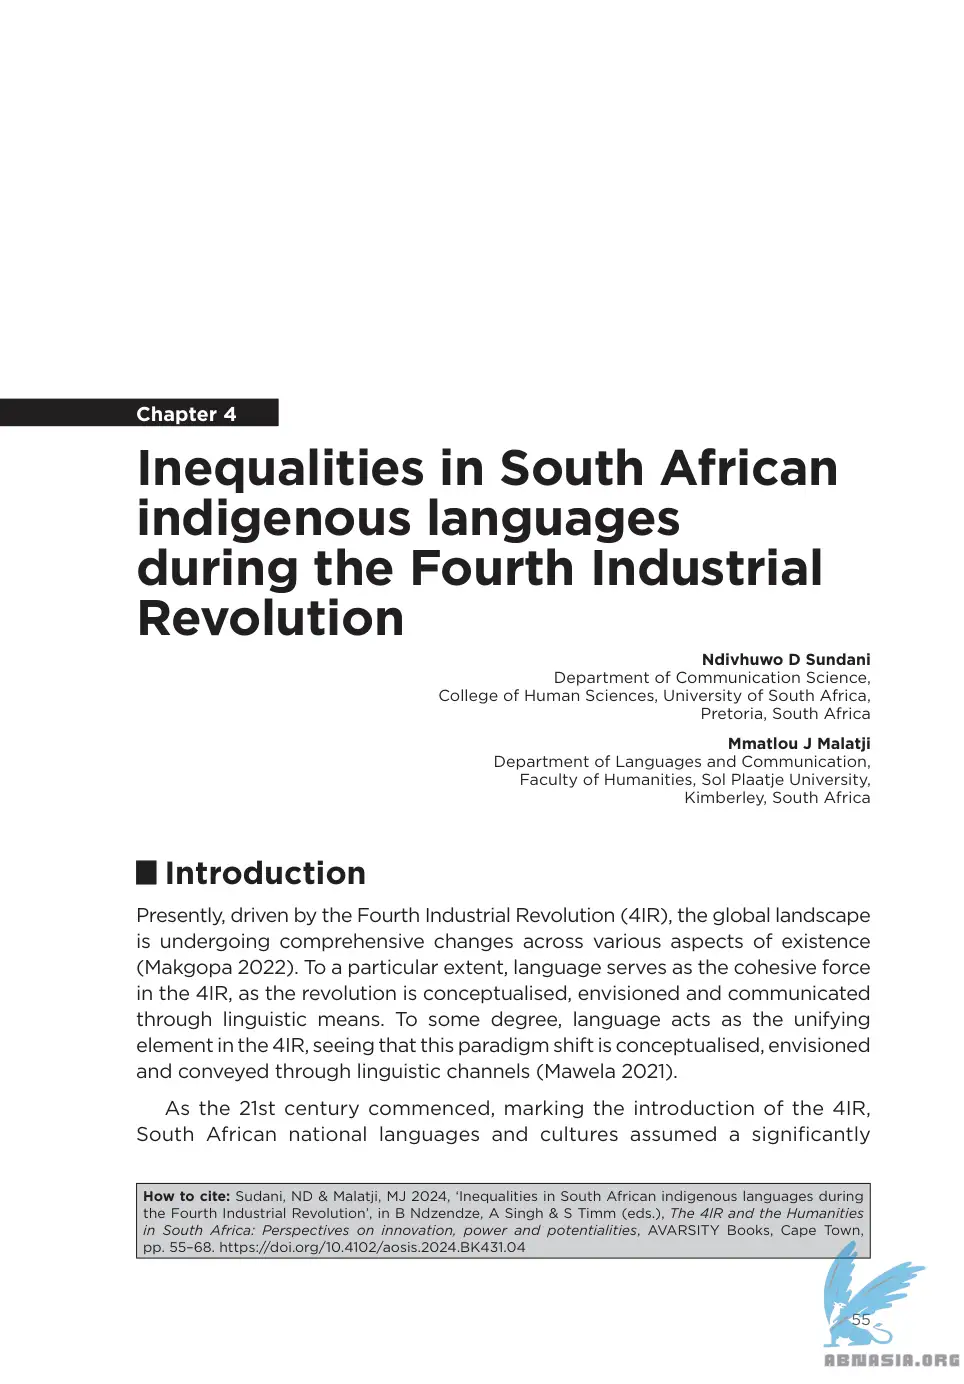 Chapter 4
Inequalities in South African
indigenous languages
during the Fourth Industrial
Revolution
Ndivhuwo D Sundani
Department of Communication Science,
College of Human Sciences, University of South Africa,
Pretoria, South Africa
Mmatlou J Malatji
Department of Languages and Communication,
Faculty of Humanities, Sol Plaatje University,
Kimberley, South Africa
Introduction
Presently, driven by the Fourth Industrial Revolution (4IR), the global landscape
is undergoing comprehensive changes across various aspects of existence
(Makgopa 2022). To a particular extent, language serves as the cohesive force
in the 4IR, as the revolution is conceptualised, envisioned and communicated
through linguistic means. To some degree, language acts as the unifying
element in the 4IR, seeing that this paradigm shift is conceptualised, envisioned
and conveyed through linguistic channels (Mawela 2021).
As the 21st century commenced, marking the introduction of the 4IR,
South African national languages and cultures assumed a significantly
How to cite: Sudani, ND & Malatji, MJ 2024, ‘Inequalities in South African indigenous languages during
the Fourth Industrial Revolution’, in B Ndzendze, A Singh & S Timm (eds.), The 4IR and the Humanities
in South Africa: Perspectives on innovation, power and potentialities, AVARSITY Books, Cape Town,
pp. 55–68. https://doi.org/10.4102/aosis.2024.BK431.04
55
ABNASIA.ORG